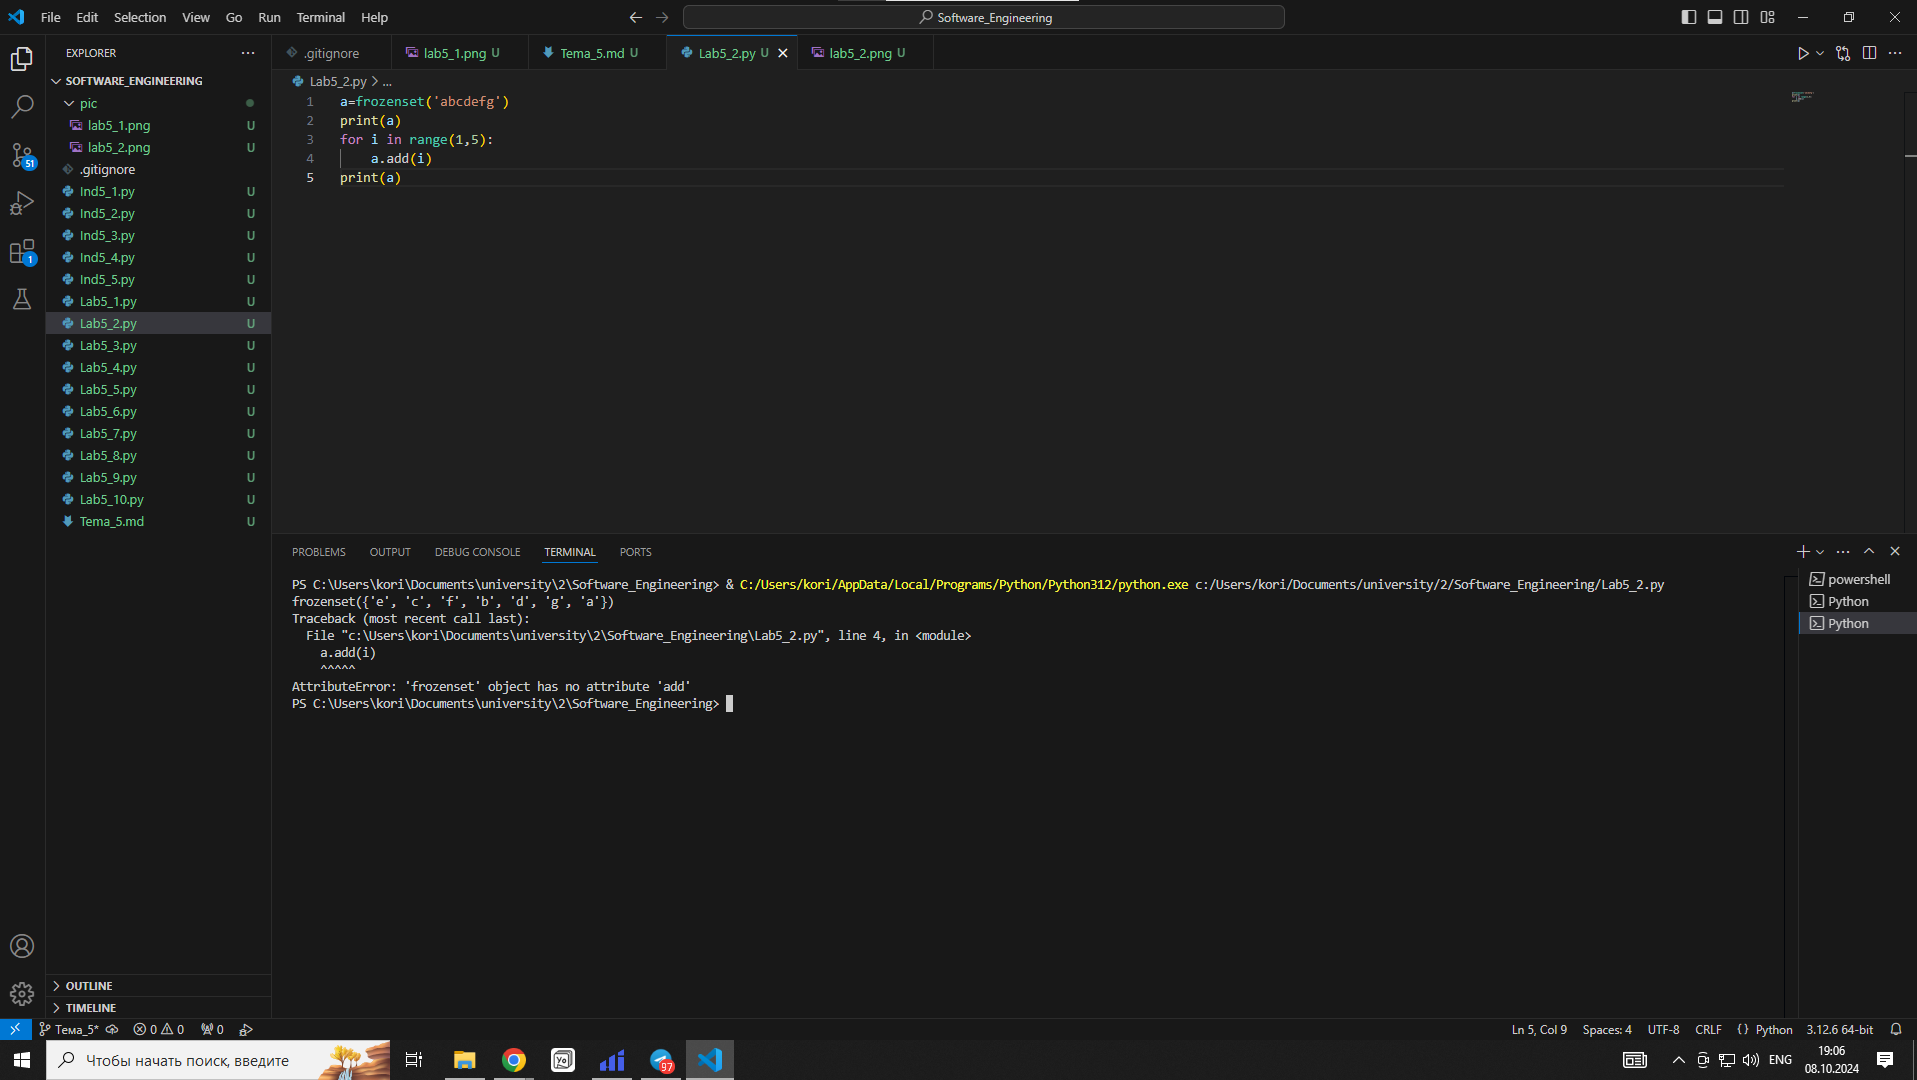 File Edit Selection View Go Run Terminal Help
Software_Engineering
EXPLORER
SOFTWARE_ENGINEERING
pic
lab5_1.png U
lab5_2.png U
.gitignore
Ind5_1.py U
Ind5_2.py U
Ind5_3.py U
Ind5_4.py U
Ind5_5.py U
Lab5_1.py U
Lab5_2.py U
Lab5_3.py U
Lab5_4.py U
Lab5_5.py U
Lab5_6.py U
Lab5_7.py U
Lab5_8.py U
Lab5_9.py U
Lab5_10.py U
Tema_5.md U
51
1
OUTLINE
TIMELINE
.gitignore lab5_1.png U Tema_5.md U Lab5_2.py U lab5_2.png U
Lab5_2.py > ...
1 a=frozenset('abcdefg')
2 print(a)
3 for i in range(1,5):
4     a.add(i)
5 print(a)
PROBLEMS OUTPUT DEBUG CONSOLE TERMINAL PORTS
PS C:\Users\kori\Documents\university\2\Software_Engineering> & C:/Users/kori/AppData/Local/Programs/Python/Python312/python.exe c:/Users/kori/Documents/university/2/Software_Engineering/Lab5_2.py
frozenset({'e', 'c', 'f', 'b', 'd', 'g', 'a'})
Traceback (most recent call last):
  File "c:\Users\kori\Documents\university\2\Software_Engineering\Lab5_2.py", line 4, in <module>
    a.add(i)
    ^^^^^
AttributeError: 'frozenset' object has no attribute 'add'
PS C:\Users\kori\Documents\university\2\Software_Engineering>
powershell
Python
Python
Тема_5* 0 0 0
Ln 5, Col 9 Spaces: 4 UTF-8 CRLF { } Python 3.12.6 64-bit
Чтобы начать поиск, введите
Yo
97
ENG
19:06
08.10.2024